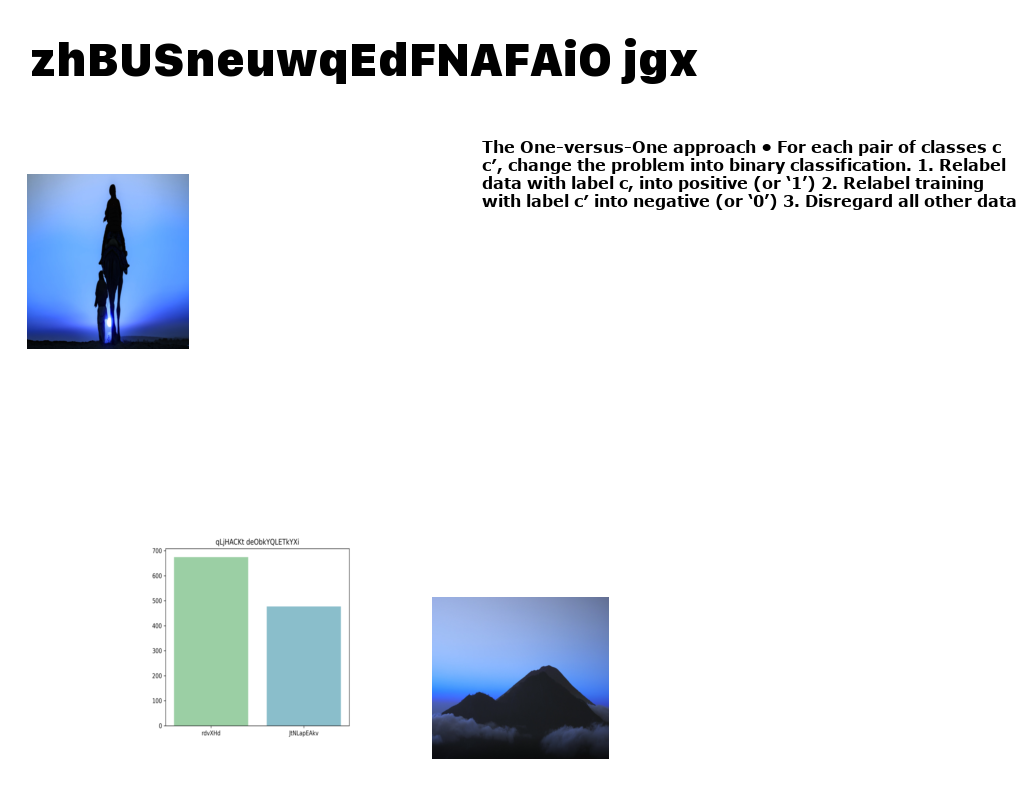 zhBUSneuwqEdFNAFAiO jgx
The One-versus-One approach • For each pair of classes c
c’, change the problem into binary classification. 1. Relabel
data with label c, into positive (or ‘1’) 2. Relabel training
with label c’ into negative (or ‘0’) 3. Disregard all other data
qLjHACKt deObkYQLETkYXi
700
600
500
400
300
200
100
0
rdvXHd JtNLapEAkv